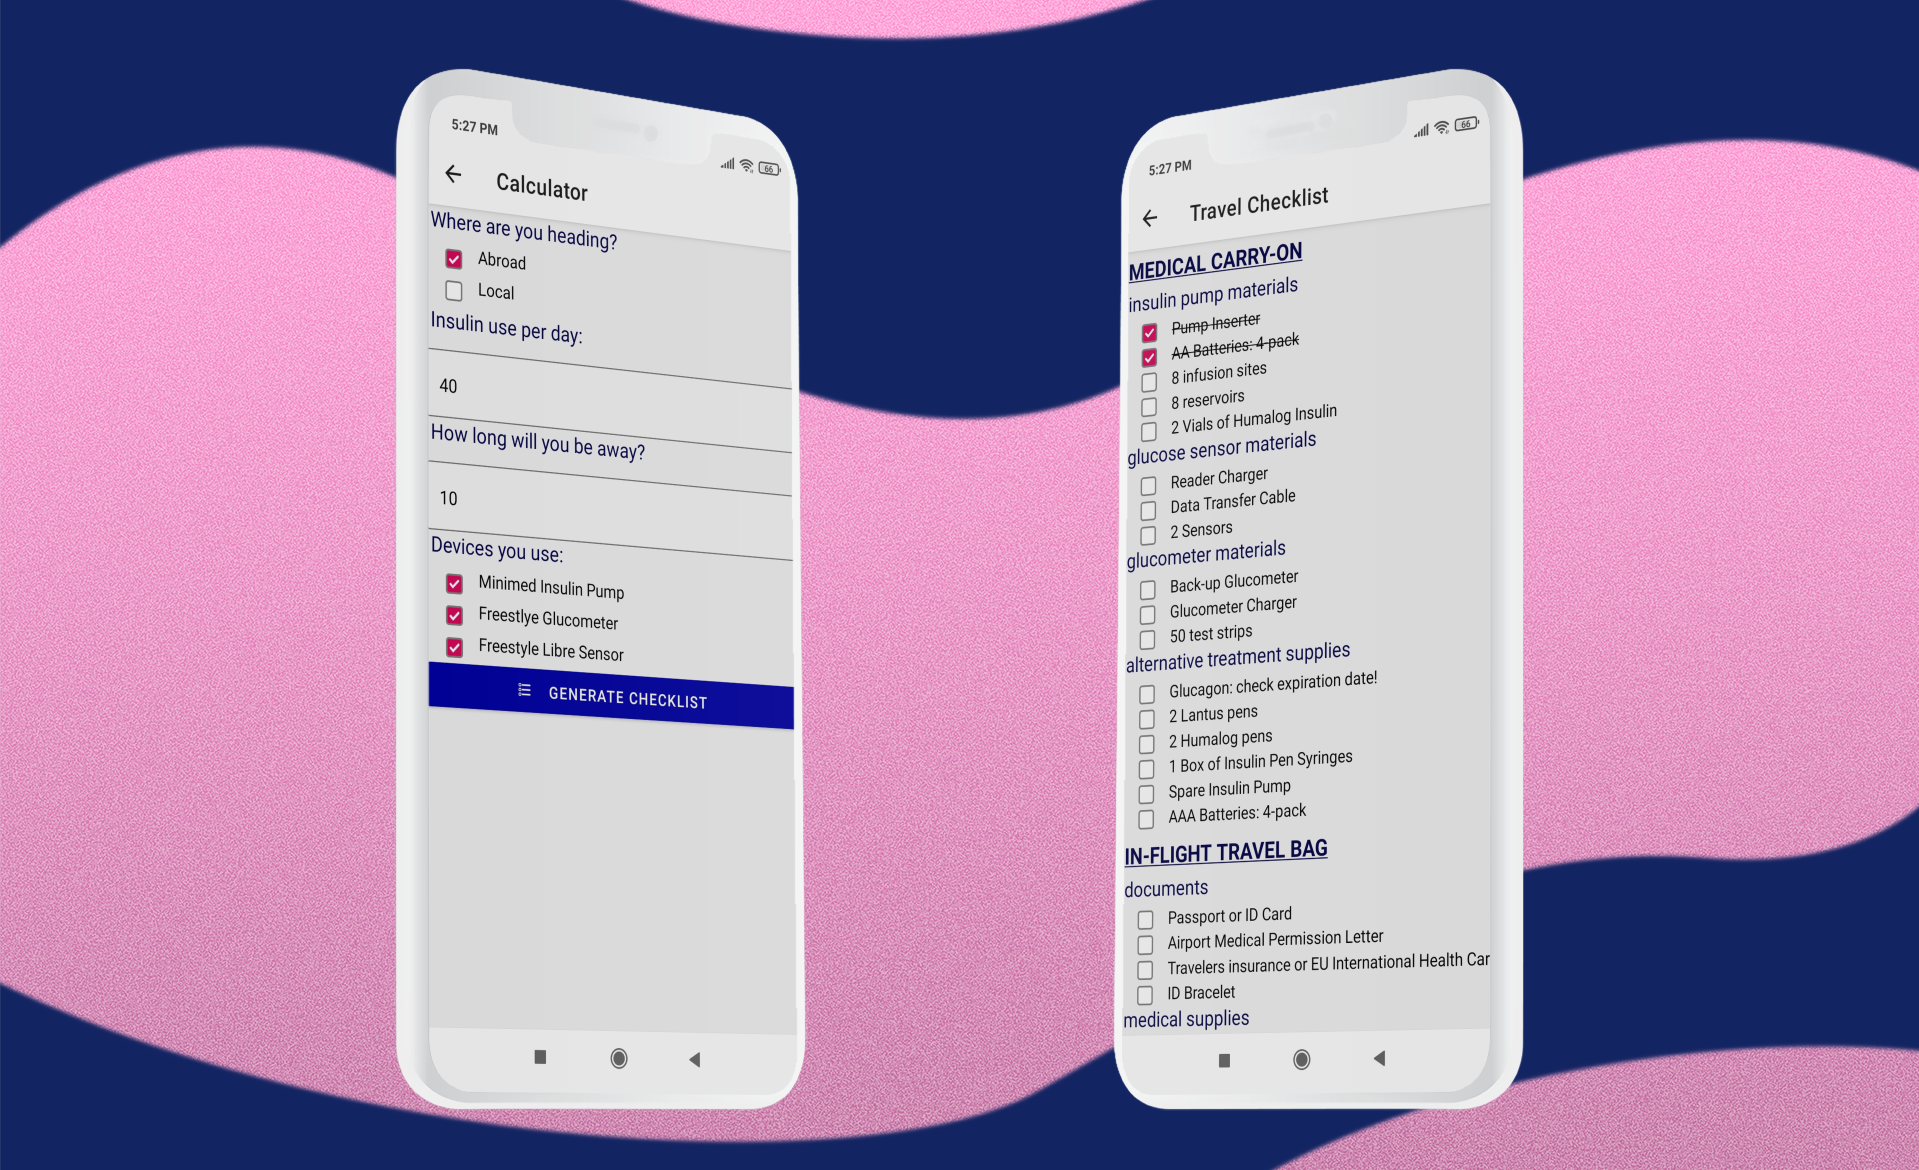 5:27 PM
66
Calculator
Where are you heading?
Abroad
Local
Insulin use per day:
40
How long will you be away?
10
Devices you use:
Minimed Insulin Pump
Freestlye Glucometer
Freestyle Libre Sensor
GENERATE CHECKLIST
5:27 PM
66
Travel Checklist
MEDICAL CARRY-ON
insulin pump materials
Pump Inserter
AA Batteries: 4-pack
8 infusion sites
8 reservoirs
2 Vials of Humalog Insulin
glucose sensor materials
Reader Charger
Data Transfer Cable
2 Sensors
glucometer materials
Back-up Glucometer
Glucometer Charger
50 test strips
alternative treatment supplies
Glucagon: check expiration date!
2 Lantus pens
2 Humalog pens
1 Box of Insulin Pen Syringes
Spare Insulin Pump
AAA Batteries: 4-pack
IN-FLIGHT TRAVEL BAG
documents
Passport or ID Card
Airport Medical Permission Letter
Travelers insurance or EU International Health Car
ID Bracelet
medical supplies